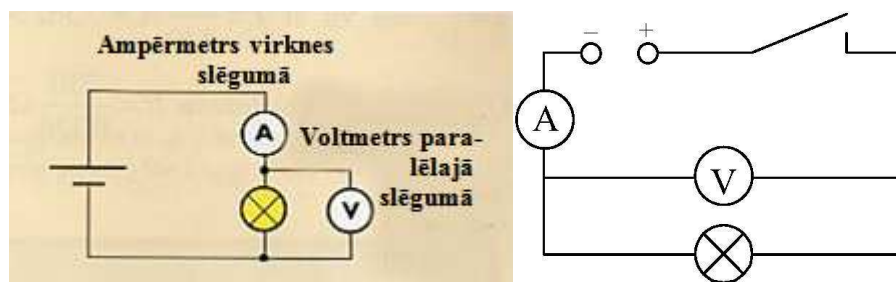 Ampērmetrs virknes
slēgumā
A
Voltmetrs para-
lēlajā
slēgumā
V
- +
A
V